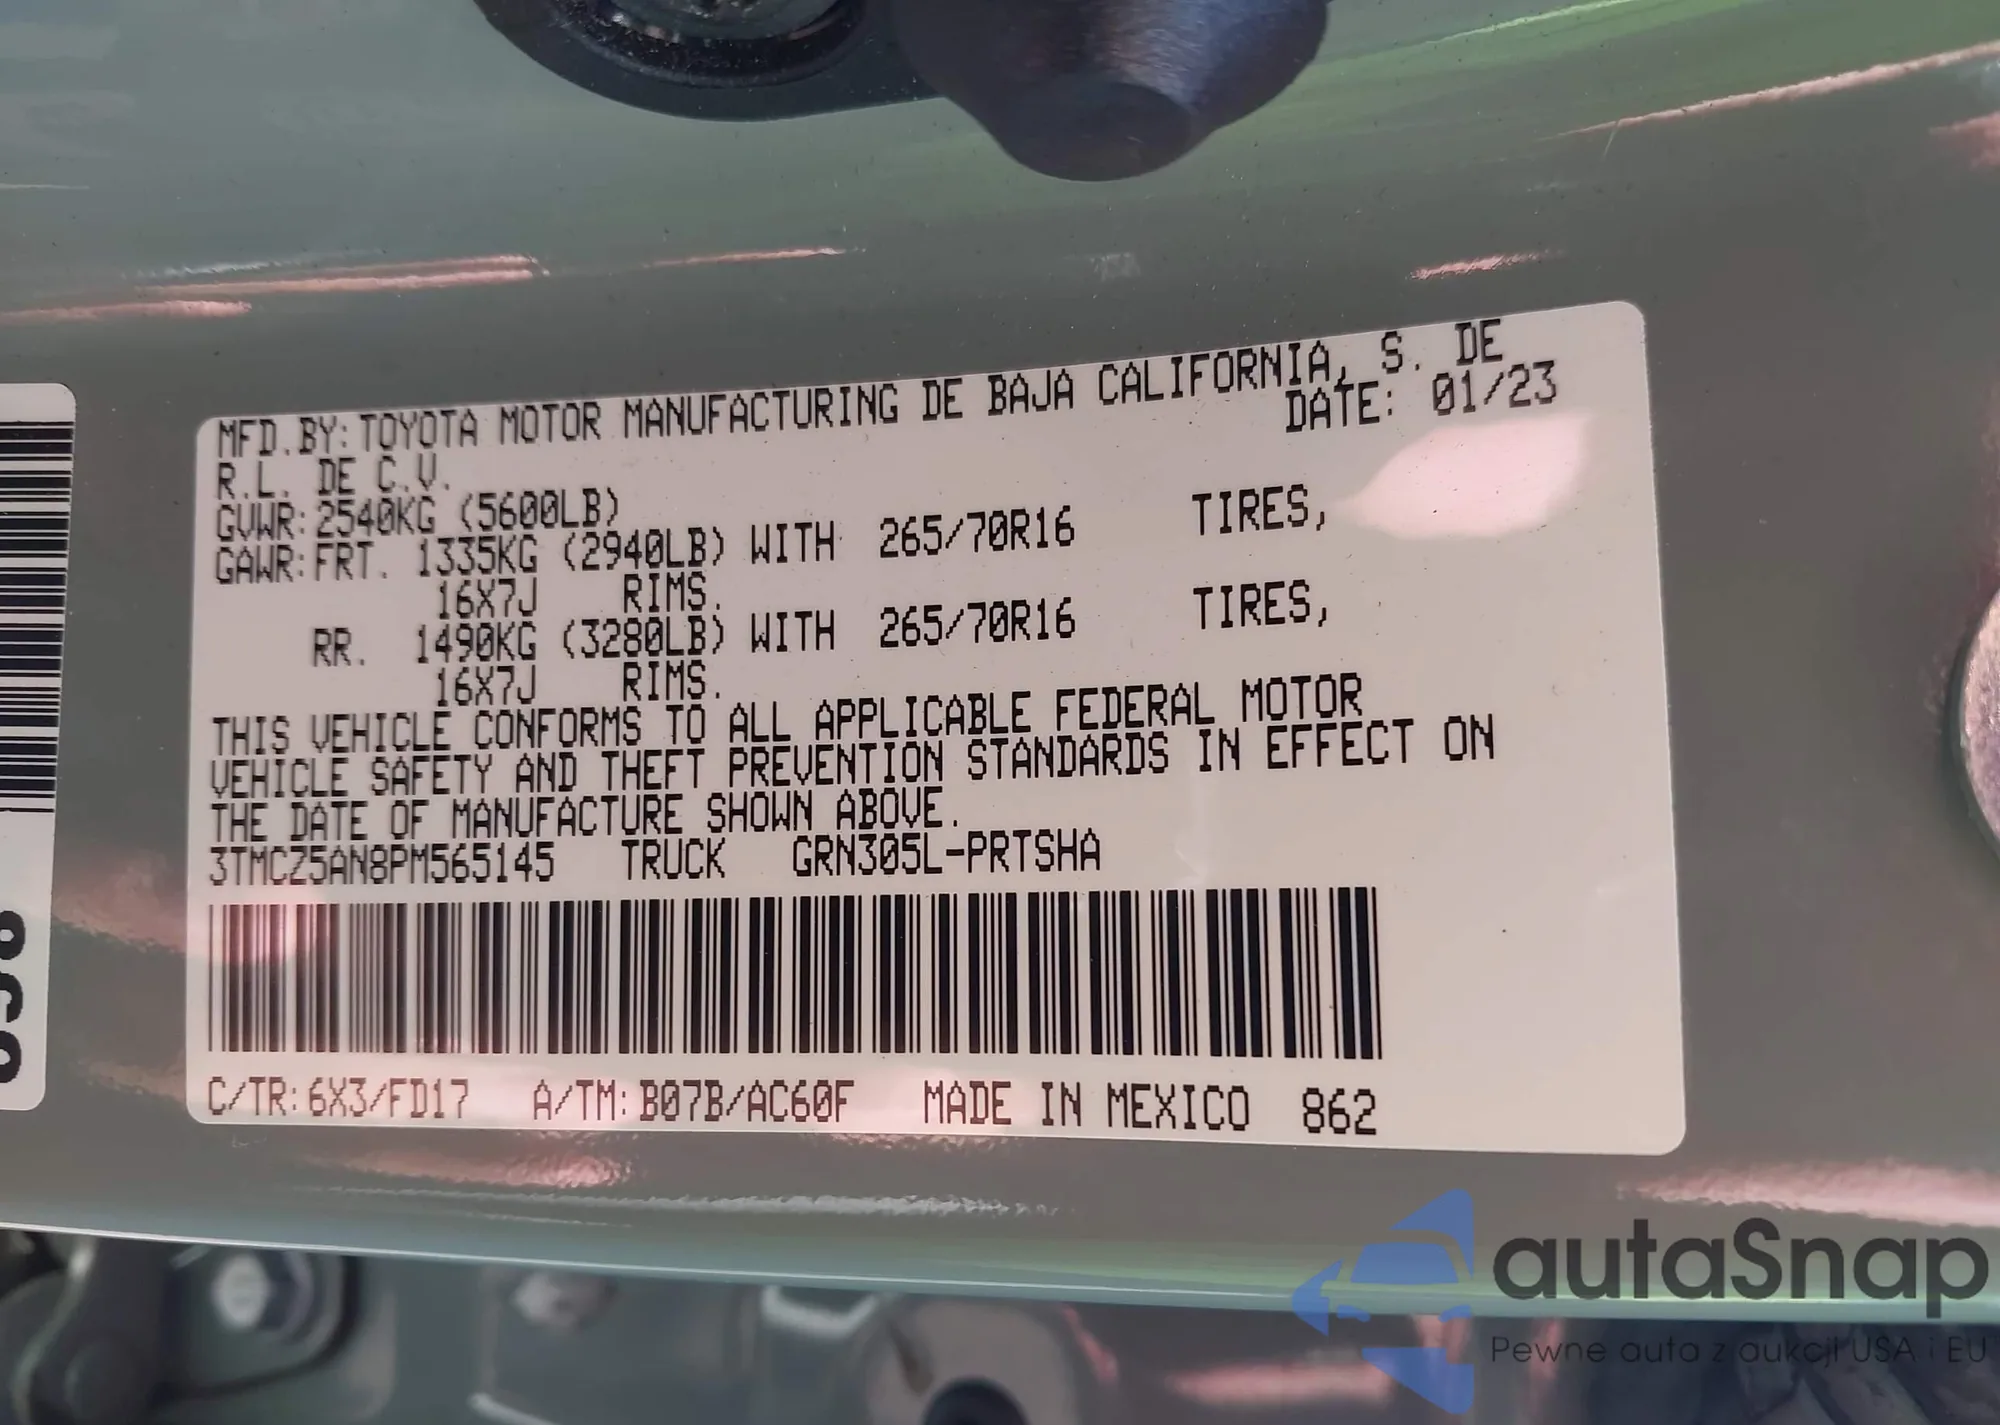 MFD.BY:TOYOTA MOTOR MANUFACTURING DE BAJA CALIFORNIA, S. DE
R.L. DE C.V. DATE: 01/23
GVWR:2540KG (5600LB)
GAWR:FRT. 1335KG (2940LB) WITH 265/70R16 TIRES,
16X7J RIMS.
RR. 1490KG (3280LB) WITH 265/70R16 TIRES,
16X7J RIMS.
THIS VEHICLE CONFORMS TO ALL APPLICABLE FEDERAL MOTOR
VEHICLE SAFETY AND THEFT PREVENTION STANDARDS IN EFFECT ON
THE DATE OF MANUFACTURE SHOWN ABOVE.
3TMCZ5AN8PM565145 TRUCK GRN305L-PRTSHA
C/TR:6X3/FD17 A/TM:B07B/AC60F MADE IN MEXICO 862
autaSnap
Pewne auta z aukcji USA i EU